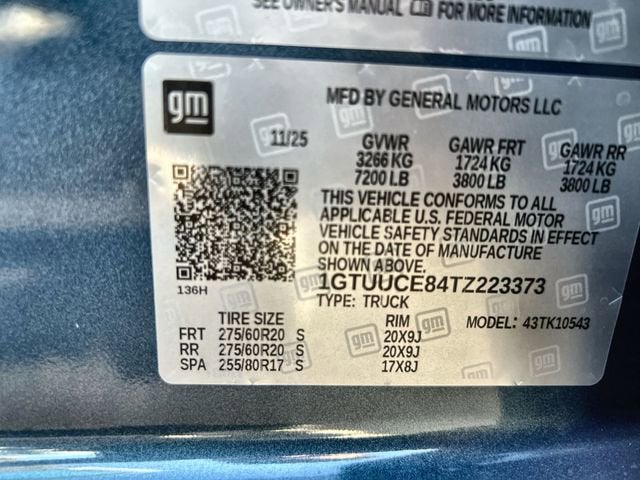 SEE OWNER'S MANUAL FOR MORE INFORMATION
gm
MFD BY GENERAL MOTORS LLC
11/25 GVWR GAWR FRT GAWR RR
3266 KG 1724 KG 1724 KG
7200 LB 3800 LB 3800 LB
THIS VEHICLE CONFORMS TO ALL
APPLICABLE U.S. FEDERAL MOTOR
VEHICLE SAFETY STANDARDS IN EFFECT
ON THE DATE OF MANUFACTURE
SHOWN ABOVE.
136H 1GTUUCE84TZ223373
TYPE: TRUCK
TIRE SIZE RIM MODEL: 43TK10543
FRT 275/60R20 S 20X9J
RR 275/60R20 S 20X9J
SPA 255/80R17 S 17X8J